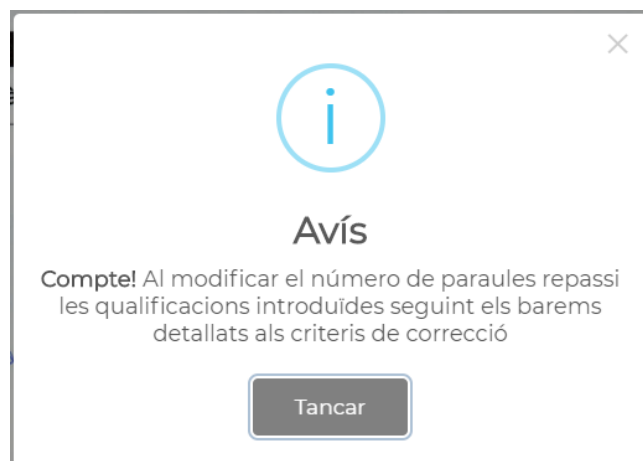 Avís
Compte! Al modificar el número de paraules repassi
les qualificacions introduïdes seguint els barems
detallats als criteris de correcció
Tancar